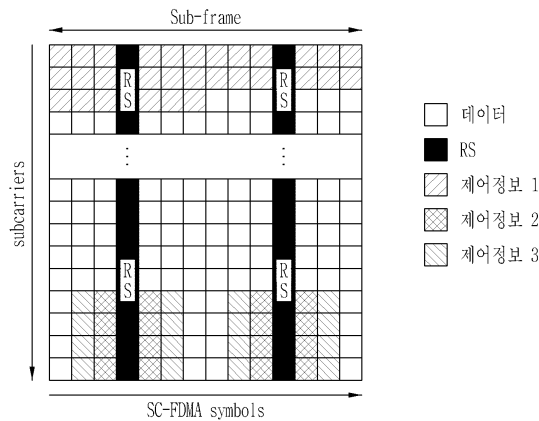 Sub-frame
RS
RS
데이터
RS
제어정보 1
제어정보 2
제어정보 3
subcarriers
...
...
RS
RS
SC-FDMA symbols